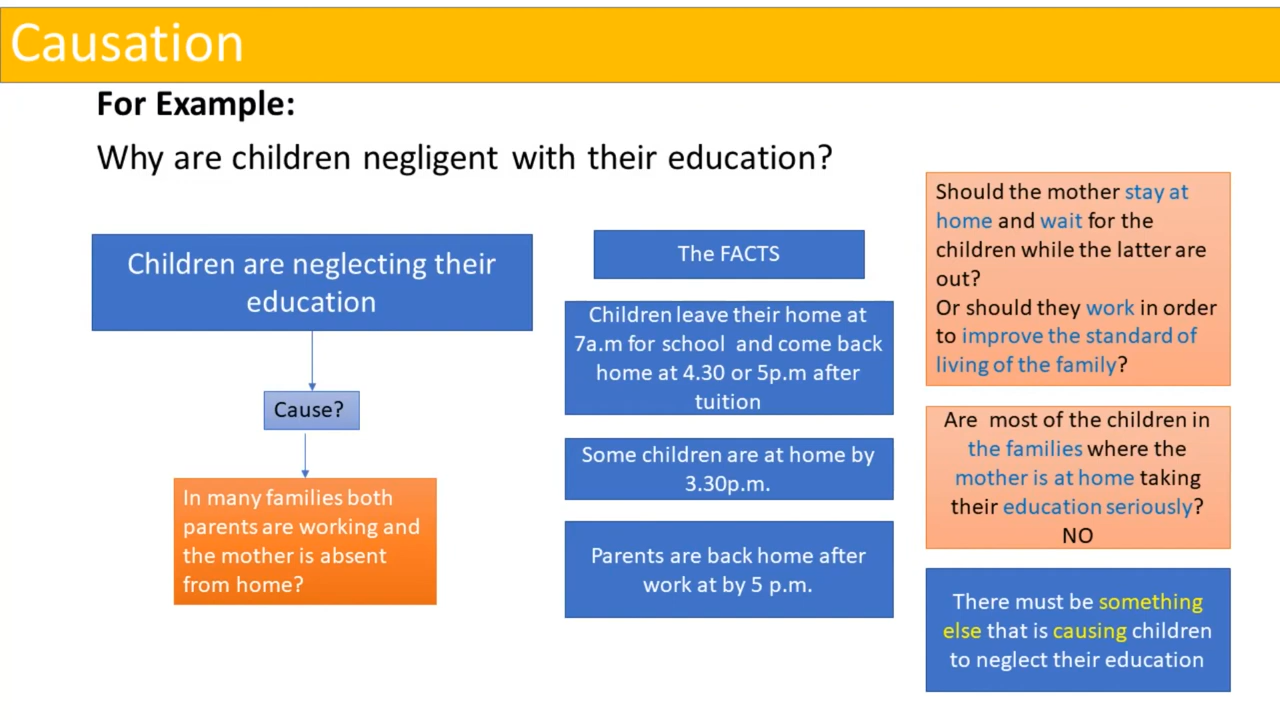 Causation
For Example:
Why are children negligent with their education?
Children are neglecting their
education
Cause?
In many families both
parents are working and
the mother is absent
from home?
The FACTS
Children leave their home at
7a.m for school and come back
home at 4.30 or 5p.m after
tuition
Some children are at home by
3.30p.m.
Parents are back home after
work at by 5 p.m.
Should the mother stay at
home and wait for the
children while the latter are
out?
Or should they work in order
to improve the standard of
living of the family?
Are most of the children in
the families where the
mother is at home taking
their education seriously?
NO
There must be something
else that is causing children
to neglect their education